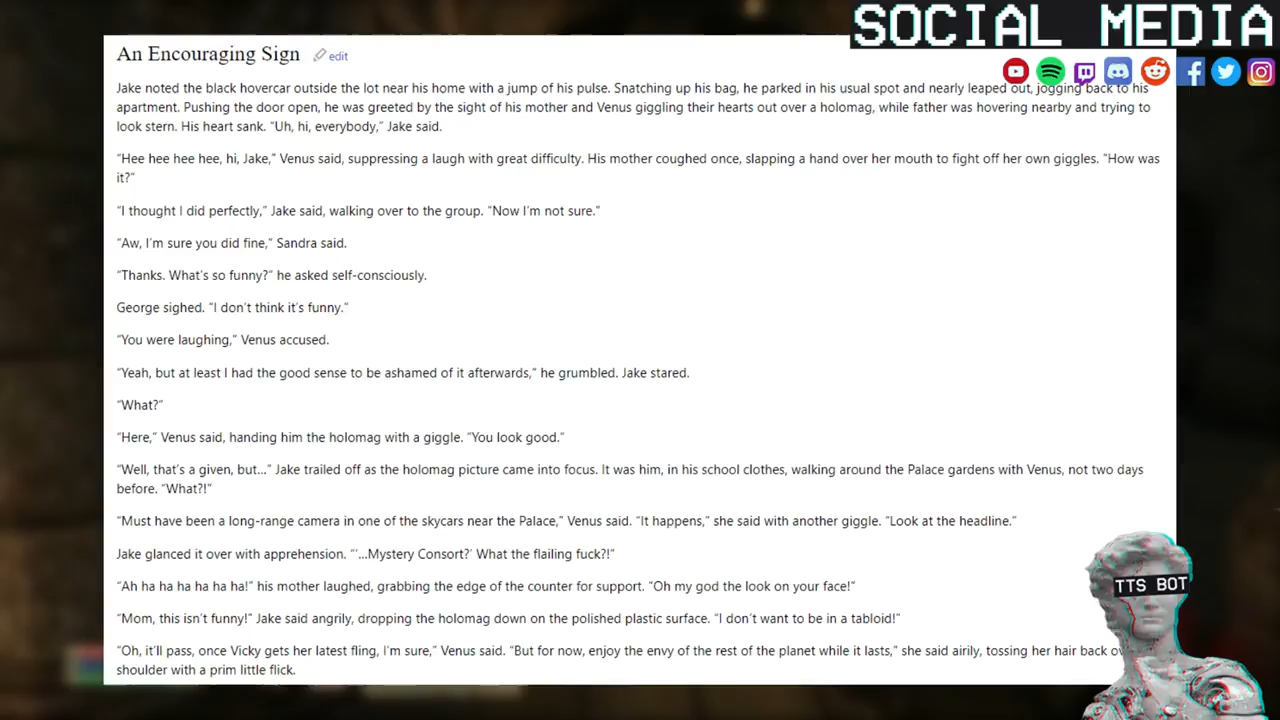 SOCIAL MEDIA
An Encouraging Sign edit
Jake noted the black hovercar outside the lot near his home with a jump of his pulse. Snatching up his bag, he parked in his usual spot and nearly leaped out, jogging back to his
apartment. Pushing the door open, he was greeted by the sight of his mother and Venus giggling their hearts out over a holomag, while father was hovering nearby and trying to
look stern. His heart sank. “Uh, hi, everybody,” Jake said.
“Hee hee hee hee, hi, Jake,” Venus said, suppressing a laugh with great difficulty. His mother coughed once, slapping a hand over her mouth to fight off her own giggles. “How was
it?”
“I thought I did perfectly,” Jake said, walking over to the group. “Now I’m not sure.”
“Aw, I’m sure you did fine,” Sandra said.
“Thanks. What’s so funny?” he asked self-consciously.
George sighed. “I don’t think it’s funny.”
“You were laughing,” Venus accused.
“Yeah, but at least I had the good sense to be ashamed of it afterwards,” he grumbled. Jake stared.
“What?”
“Here,” Venus said, handing him the holomag with a giggle. “You look good.”
“Well, that’s a given, but…” Jake trailed off as the holomag picture came into focus. It was him, in his school clothes, walking around the Palace gardens with Venus, not two days
before. “What?!”
“Must have been a long-range camera in one of the skycars near the Palace,” Venus said. “It happens,” she said with another giggle. “Look at the headline.”
Jake glanced it over with apprehension. “‘…Mystery Consort?’ What the flailing fuck?!”
“Ah ha ha ha ha ha ha!” his mother laughed, grabbing the edge of the counter for support. “Oh my god the look on your face!”
“Mom, this isn’t funny!” Jake said angrily, dropping the holomag down on the polished plastic surface. “I don’t want to be in a tabloid!”
“Oh, it’ll pass, once Vicky gets her latest fling, I’m sure,” Venus said. “But for now, enjoy the envy of the rest of the planet while it lasts,” she said airily, tossing her hair back
shoulder with a prim little flick.
TTS BOT